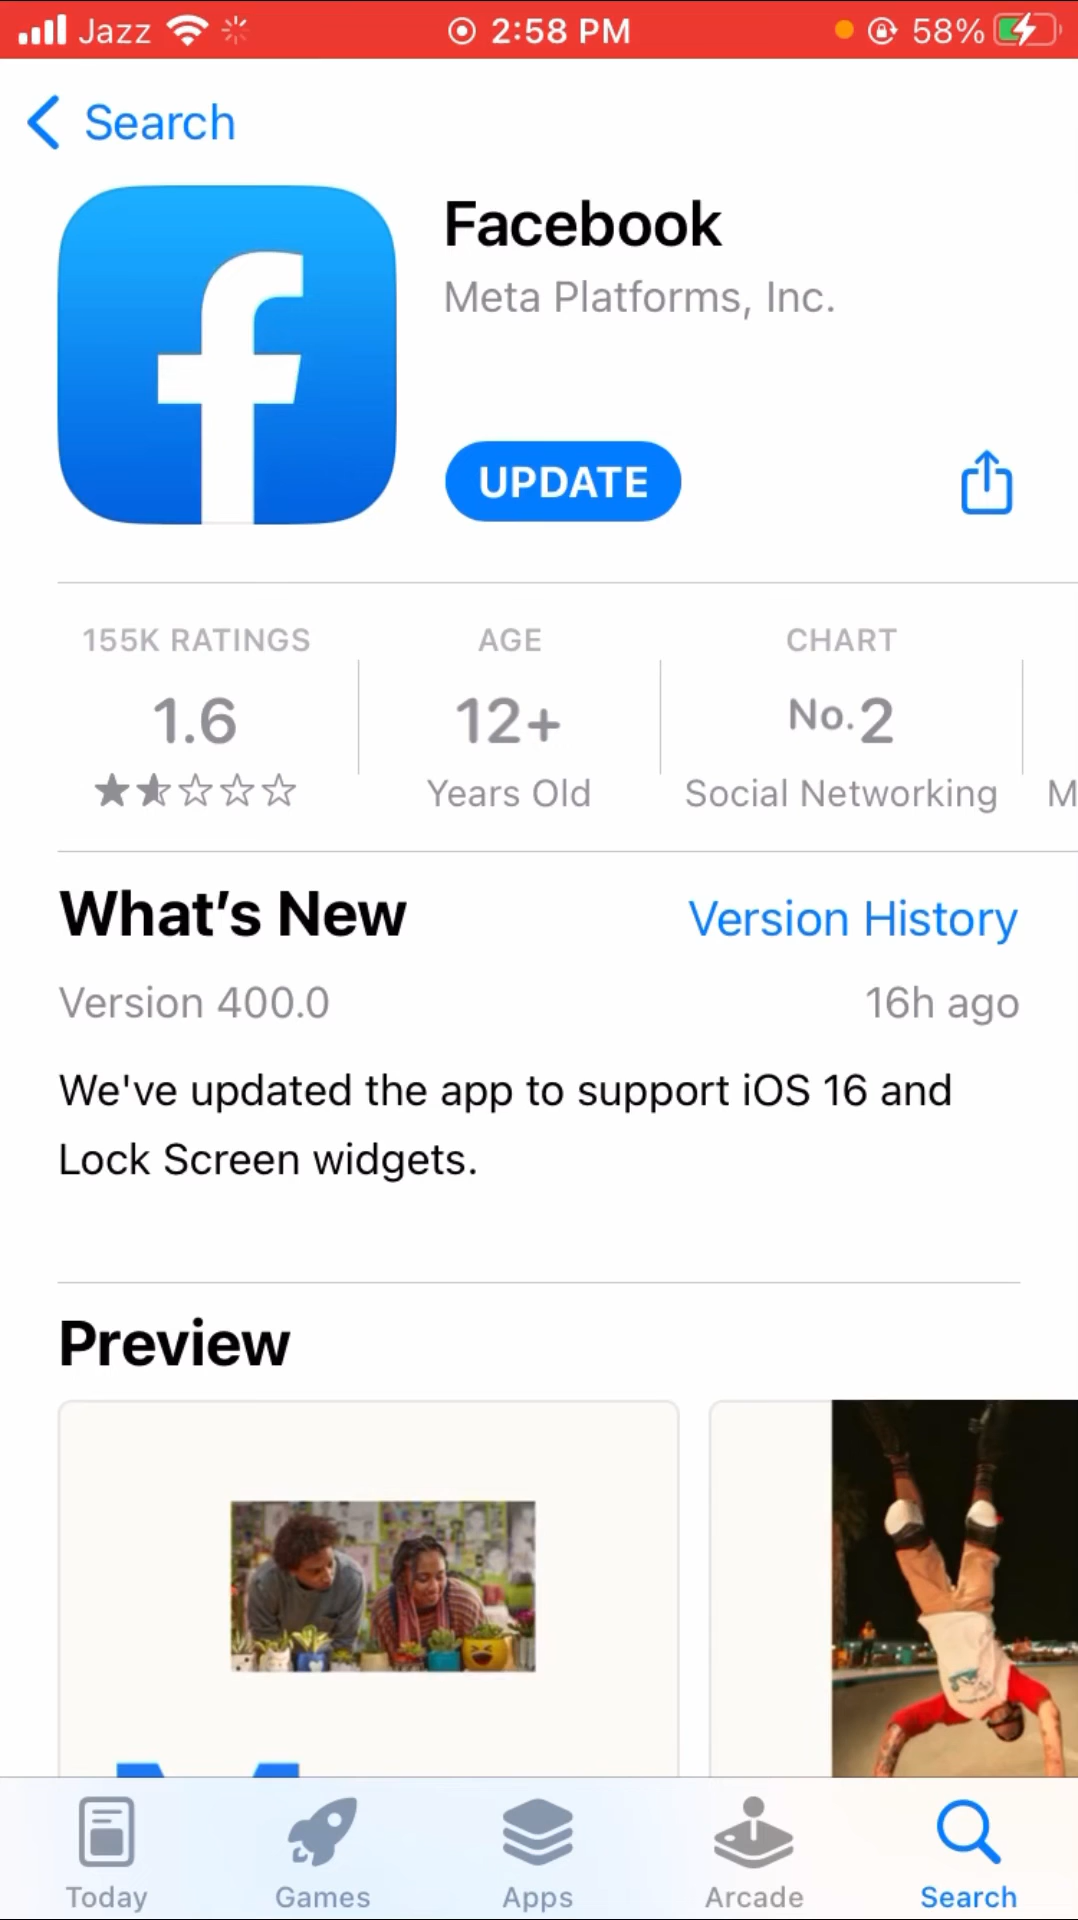 Jazz 2:58 PM 58%
Search
Facebook
Meta Platforms, Inc.
UPDATE
155K RATINGS AGE CHART
1.6 12+ No.2
Years Old Social Networking M
What's New Version History
Version 400.0 16h ago
We've updated the app to support iOS 16 and
Lock Screen widgets.
Preview
Today Games Apps Arcade Search